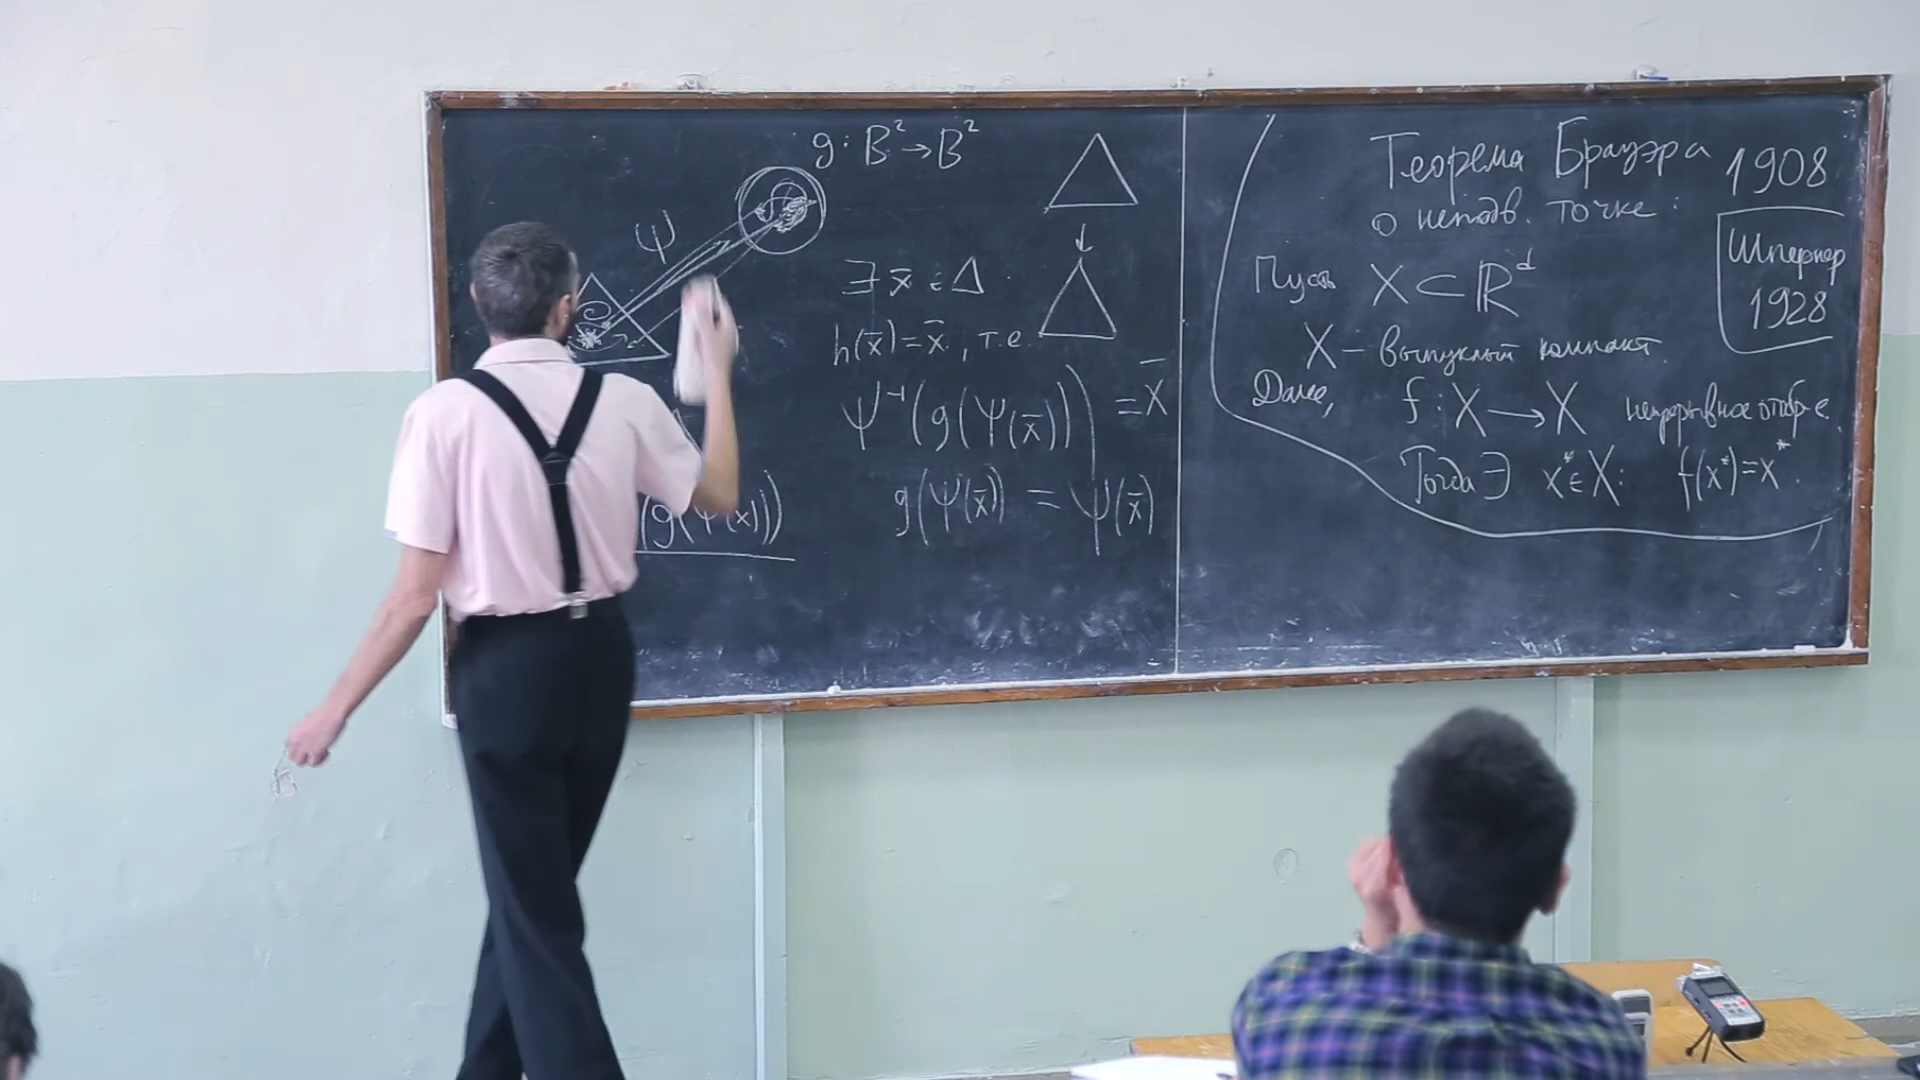 g: B² → B²
ψ
∃ x̄ ∈ Δ
h(x̄) = x̄, т.е.
ψ⁻¹(g(ψ(x̄))) = x̄
g(ψ(x̄)) = ψ(x̄)
(g(ψ(x)))
Теорема Брауэра 1908
о неподв. точке:
Шпернер
1928
Пусть X ⊂ ℝᵈ
X – выпуклый компакт.
Далее, f: X → X непрерывное отобр-е.
Тогда ∃ x* ∈ X: f(x*) = x*.